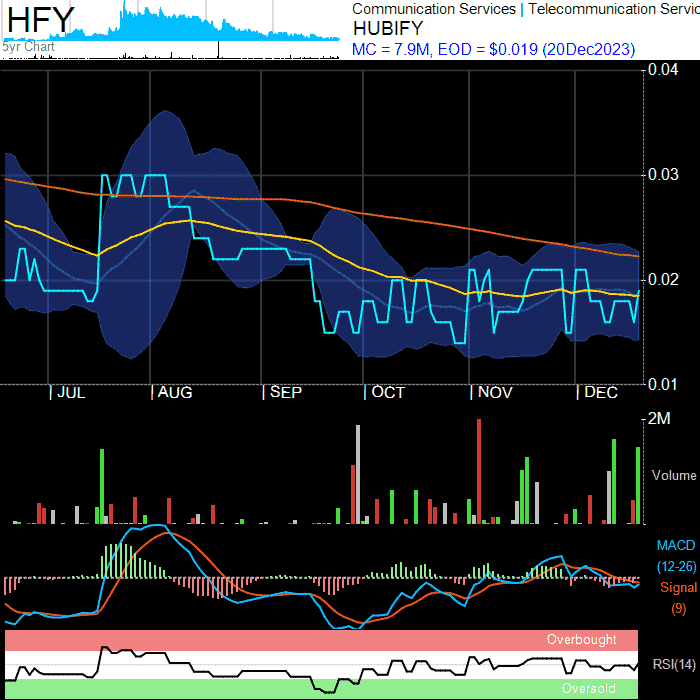 HFY
5yr Chart
Communication Services | Telecommunication Servic
HUBIFY
MC = 7.9M, EOD = $0.019 (20Dec2023)
0.04
0.03
0.02
0.01
| JUL | AUG | SEP | OCT | NOV | DEC
2M
Volume
MACD
(12-26)
Signal
(9)
Overbought
RSI(14)
Oversold